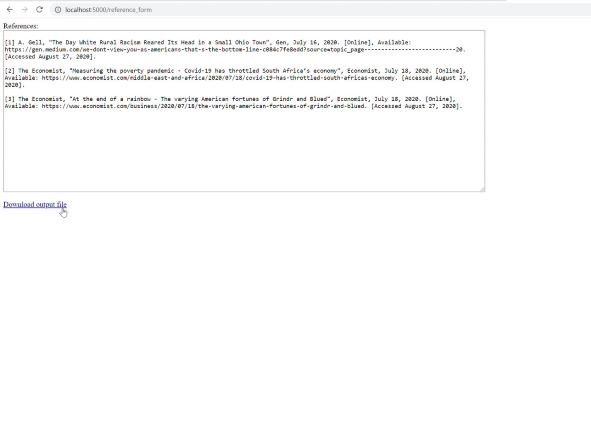 localhost:5000/reference_form
References:
[1] A. Gell, "The Day White Rural Racism Reared Its Head in a Small Ohio Town", Gen, July 16, 2020. [Online], Available:
https://gen.medium.com/we-dont-view-you-as-americans-that-s-the-bottom-line-c084c7fe8edd?source=topic_page---------------------------20.
[Accessed August 27, 2020].
[2] The Economist, "Measuring the poverty pandemic - Covid-19 has throttled South Africa's economy", Economist, July 18, 2020. [Online],
Available: https://www.economist.com/middle-east-and-africa/2020/07/18/covid-19-has-throttled-south-africas-economy. [Accessed August 27,
2020].
[3] The Economist, "At the end of a rainbow - The varying American fortunes of Grindr and Blued", Economist, July 18, 2020. [Online],
Available: https://www.economist.com/business/2020/07/18/the-varying-american-fortunes-of-grindr-and-blued. [Accessed August 27, 2020].
Download output file